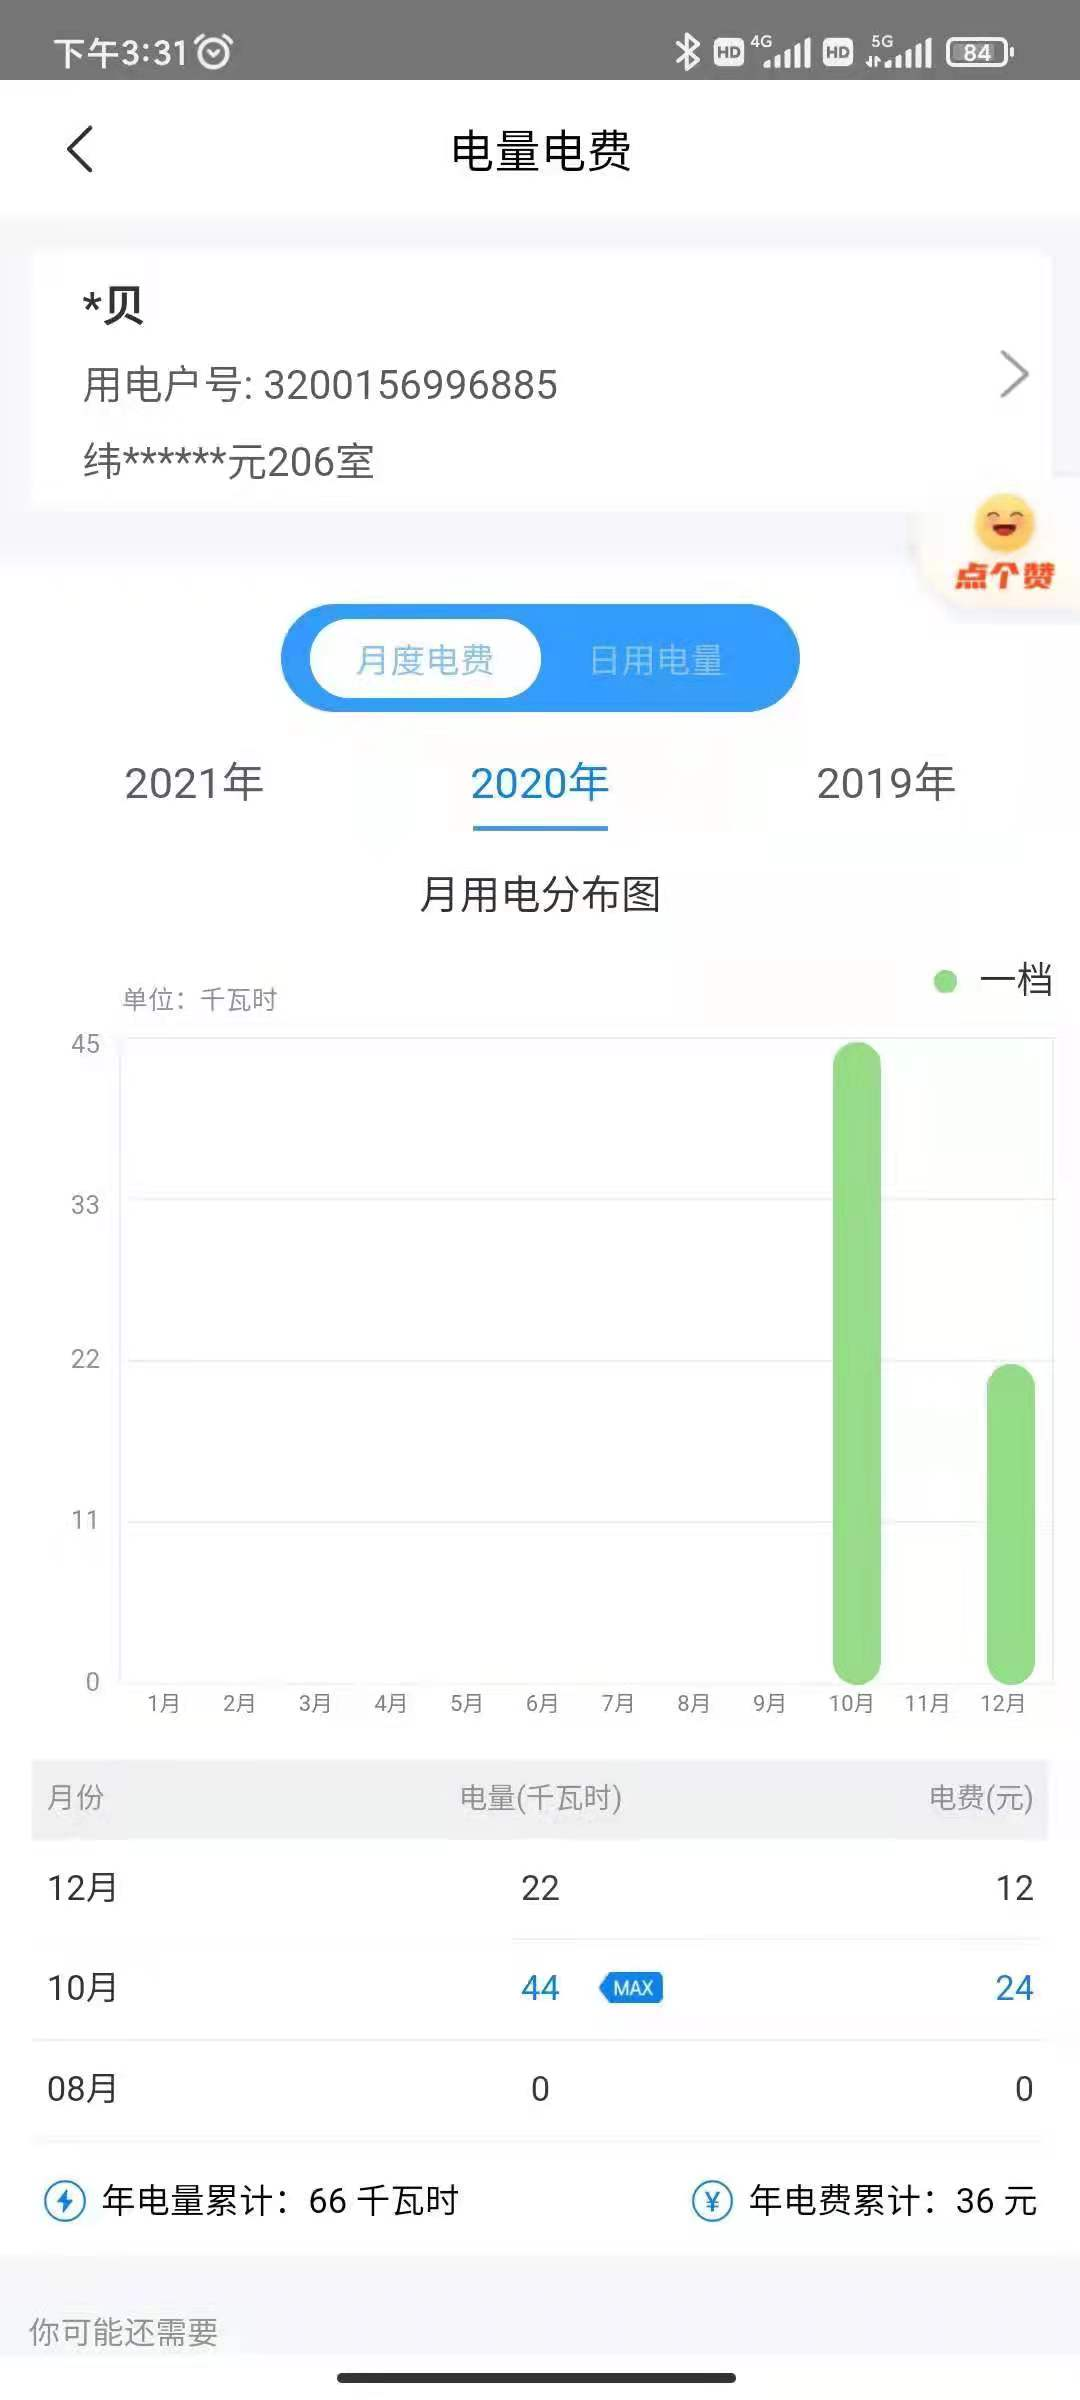 下午3:31 HD 4G HD 5G 84
电量电费
*贝
用电户号: 3200156996885
纬******元206室
点个赞
月度电费 日用电量
2021年 2020年 2019年
月用电分布图
一档
单位：千瓦时
45
33
22
11
0
1月 2月 3月 4月 5月 6月 7月 8月 9月 10月 11月 12月
月份 电量(千瓦时) 电费(元)
12月 22 12
10月 44 MAX 24
08月 0 0
年电量累计：66 千瓦时 ¥ 年电费累计：36 元
你可能还需要